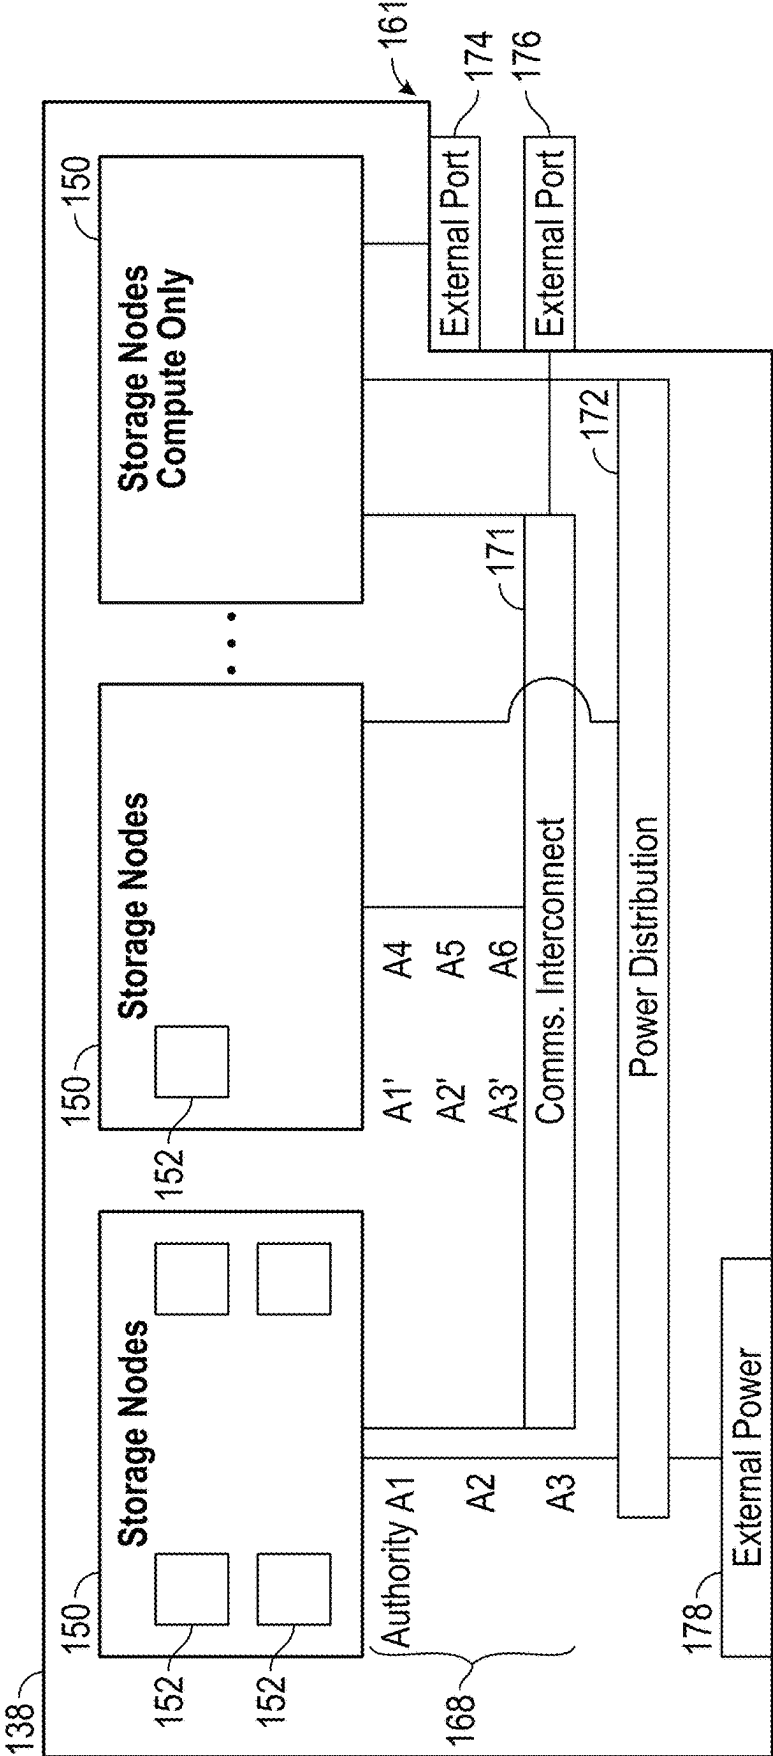 138
161
150
150
150
Storage Nodes
Storage Nodes
Storage Nodes
Compute Only
152
152
152
168
Authority A1
A2
A3
A1' A4
A2' A5
A3' A6
171
Comms. Interconnect
172
Power Distribution
External Port
174
External Port
176
178
External Power